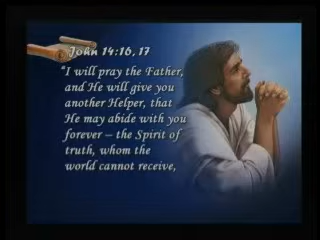 John 14:16, 17
"I will pray the Father,
and He will give you
another Helper, that
He may abide with you
forever – the Spirit of
truth, whom the
world cannot receive,